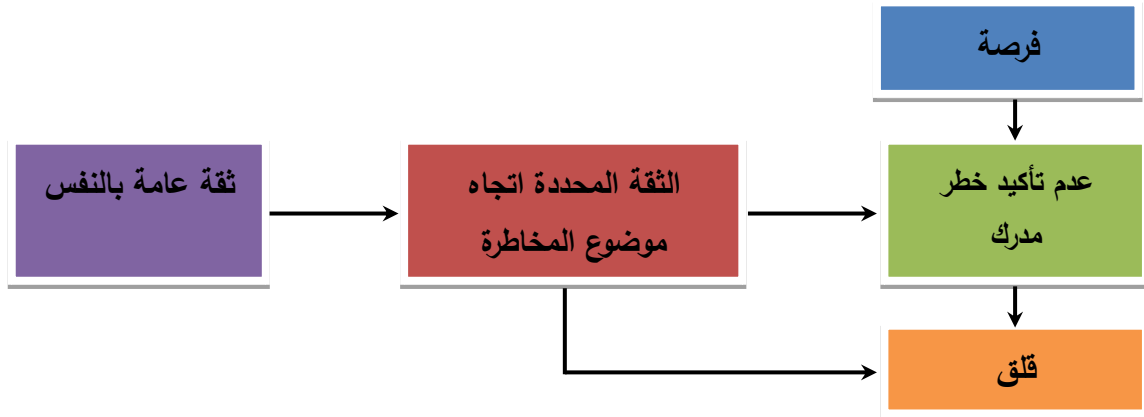 فرصة
ثقة عامة بالنفس
الثقة المحددة اتجاه
موضوع المخاطرة
عدم تأكيد خطر
مدرك
قلق